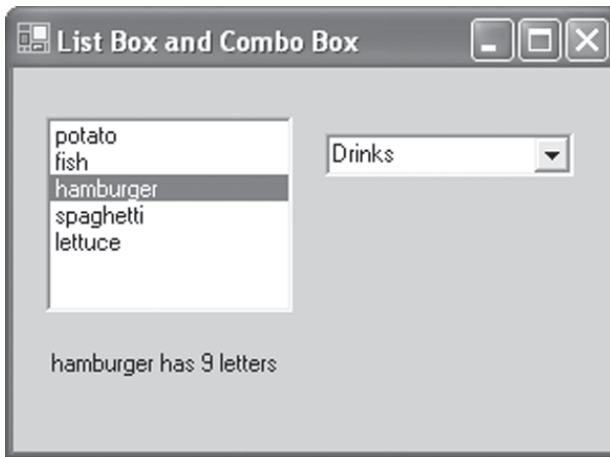 List Box and Combo Box
potato
fish
hamburger
spaghetti
lettuce
Drinks
hamburger has 9 letters